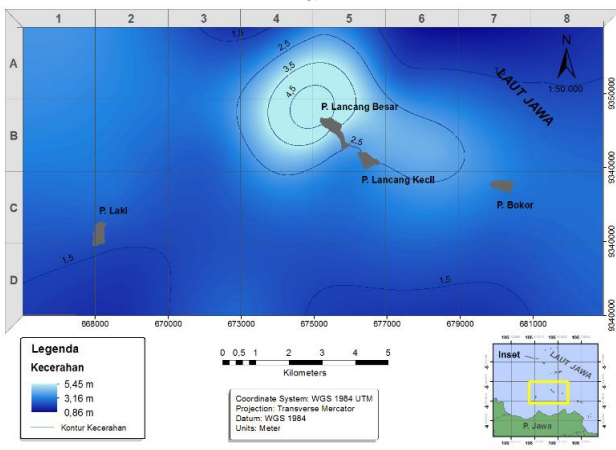 1 2 3 4 5 6 7 8
A
B
C
D
1,5
2,5
3,5
4,5
P. Lancang Besar
2,5
P. Lancang Kecil
P. Bokor
P. Laki
1,5
1,5
LAUT JAWA
N
1:50.000
9350000
9340000
9340000
9340000
668000 670000 673000 675000 677000 679000 681000
Legenda
Kecerahan
5,45 m
3,16 m
0,86 m
Kontur Kecerahan
0 0,5 1 2 3 4 5
Kilometers
Coordinate System: WGS 1984 UTM
Projection: Transverse Mercator
Datum: WGS 1984
Units: Meter
Inset
LAUT JAWA
P. Jawa